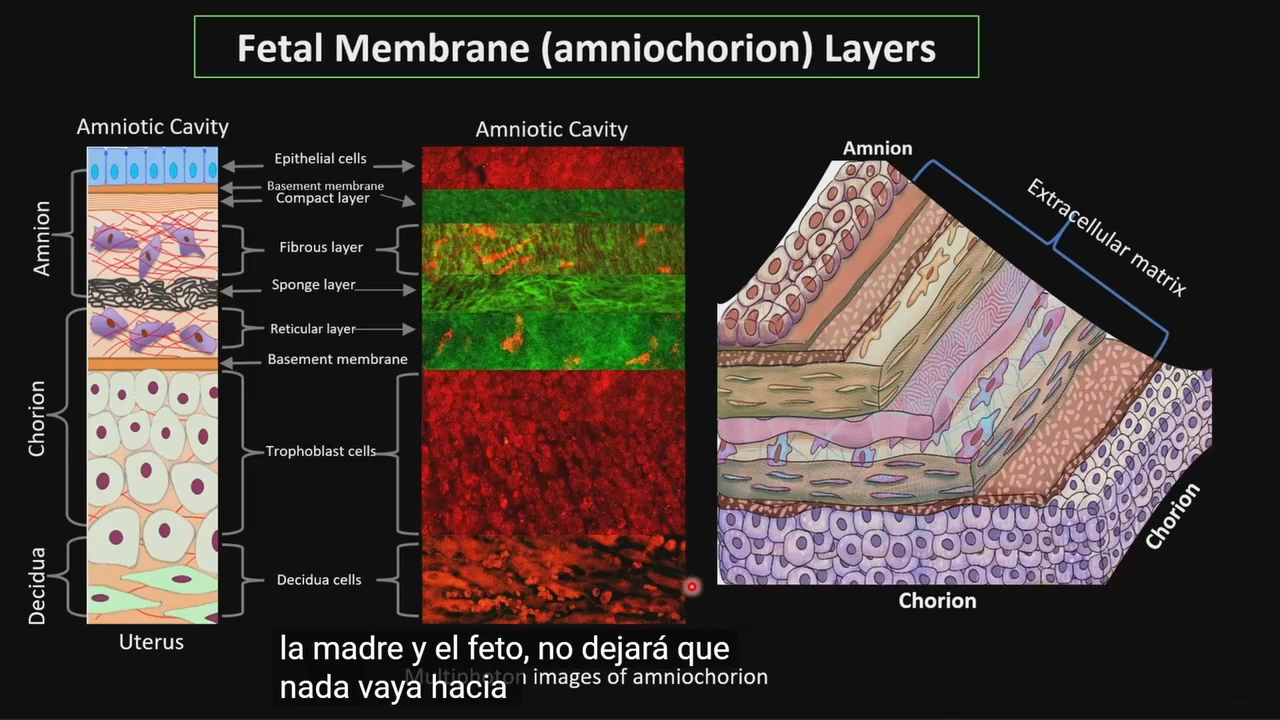 Fetal Membrane (amniochorion) Layers
Amniotic Cavity
Amnion
Chorion
Decidua
Uterus
Epithelial cells
Basement membrane
Compact layer
Fibrous layer
Sponge layer
Reticular layer
Basement membrane
Trophoblast cells
Decidua cells
Amniotic Cavity
Multiphoton images of amniochorion
Amnion
Extracellular matrix
Chorion
Chorion
la madre y el feto, no dejará que
nada vaya hacia